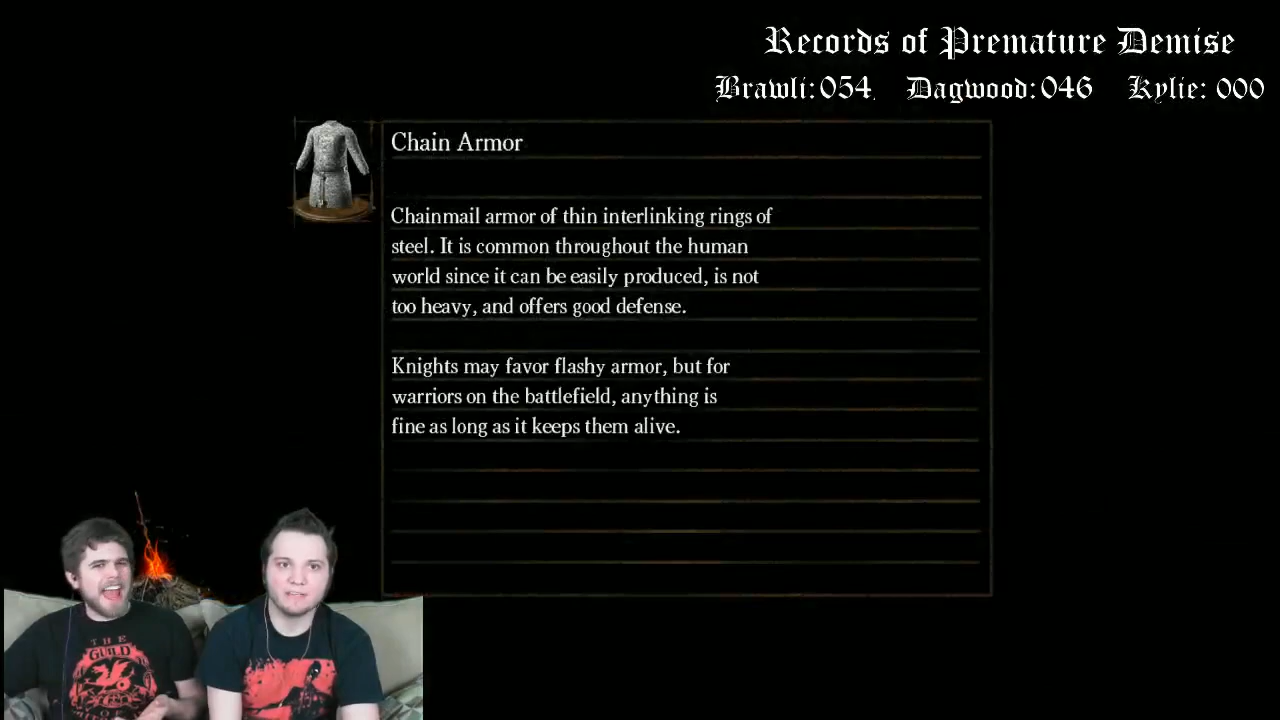 Records of Premature Demise
Brawli:054 Dagwood:046 Kylie: 000
Chain Armor
Chainmail armor of thin interlinking rings of
steel. It is common throughout the human
world since it can be easily produced, is not
too heavy, and offers good defense.
Knights may favor flashy armor, but for
warriors on the battlefield, anything is
fine as long as it keeps them alive.
THE
GUILD
OF